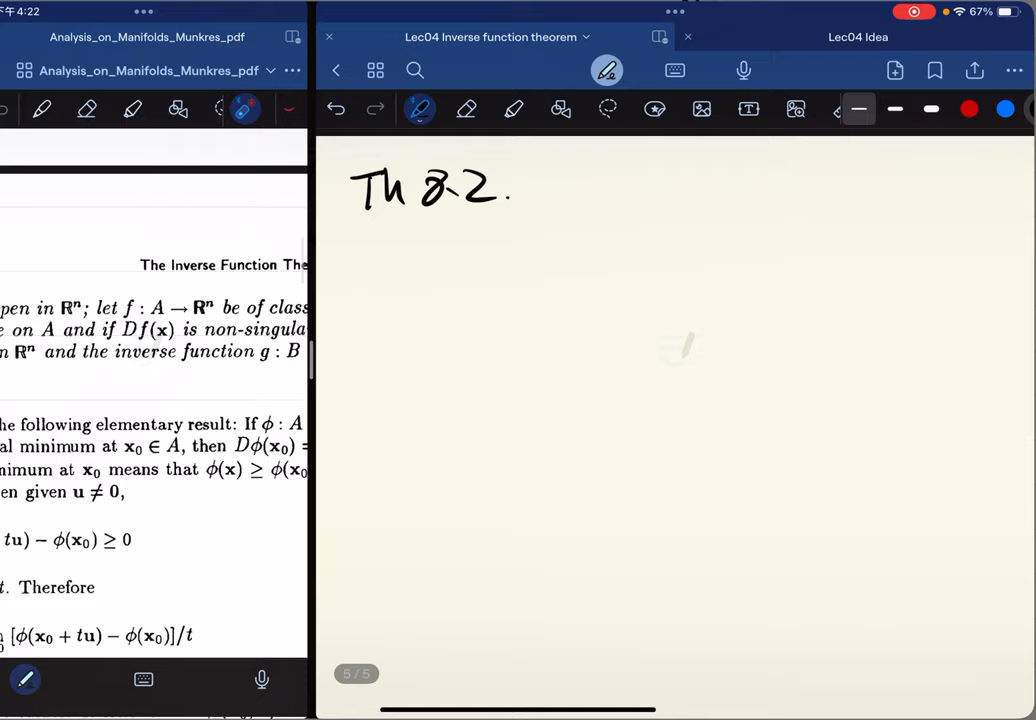 下午4:22
67%
Analysis_on_Manifolds_Munkres_pdf
Lec04 Inverse function theorem
Lec04 Idea
Analysis_on_Manifolds_Munkres_pdf
Th 8.2.
The Inverse Function The
pen in Rⁿ; let f : A → Rⁿ be of class
e on A and if Df(x) is non-singula
n Rⁿ and the inverse function g : B
he following elementary result: If ϕ : A
al minimum at x₀ ∈ A, then Dϕ(x₀) =
nimum at x₀ means that ϕ(x) ≥ ϕ(x₀
en given u ≠ 0,
tu) − ϕ(x₀) ≥ 0
t. Therefore
[ϕ(x₀ + tu) − ϕ(x₀)]/t
5/5